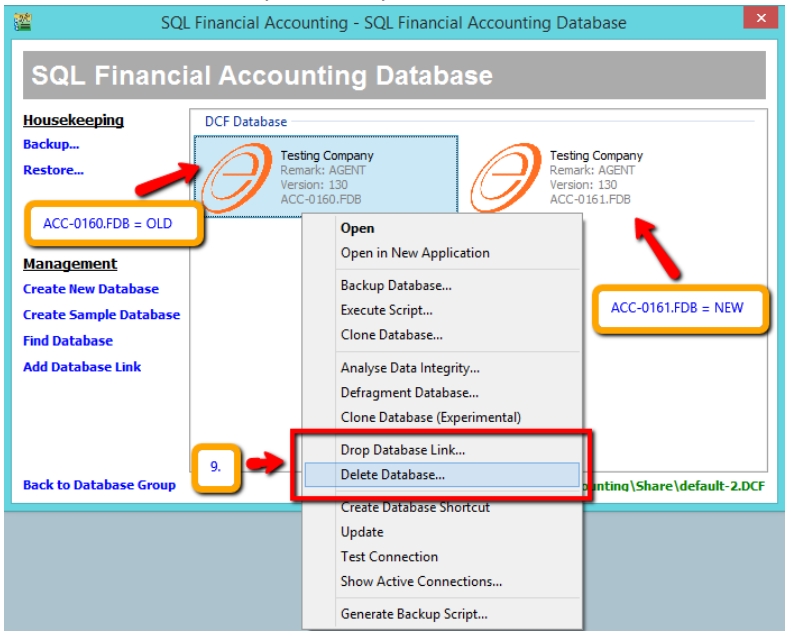 SQL Financial Accounting - SQL Financial Accounting Database
SQL Financial Accounting Database
Housekeeping
Backup...
Restore...
ACC-0160.FDB = OLD
Management
Create New Database
Create Sample Database
Find Database
Add Database Link
Back to Database Group
DCF Database
Testing Company
Remark: AGENT
Version: 130
ACC-0160.FDB
Testing Company
Remark: AGENT
Version: 130
ACC-0161.FDB
ACC-0161.FDB = NEW
Open
Open in New Application
Backup Database...
Execute Script...
Clone Database...
Analyse Data Integrity...
Defragment Database...
Clone Database (Experimental)
9.
Drop Database Link...
Delete Database...
Create Database Shortcut
Update
Test Connection
Show Active Connections...
Generate Backup Script...
unting\Share\default-2.DCF